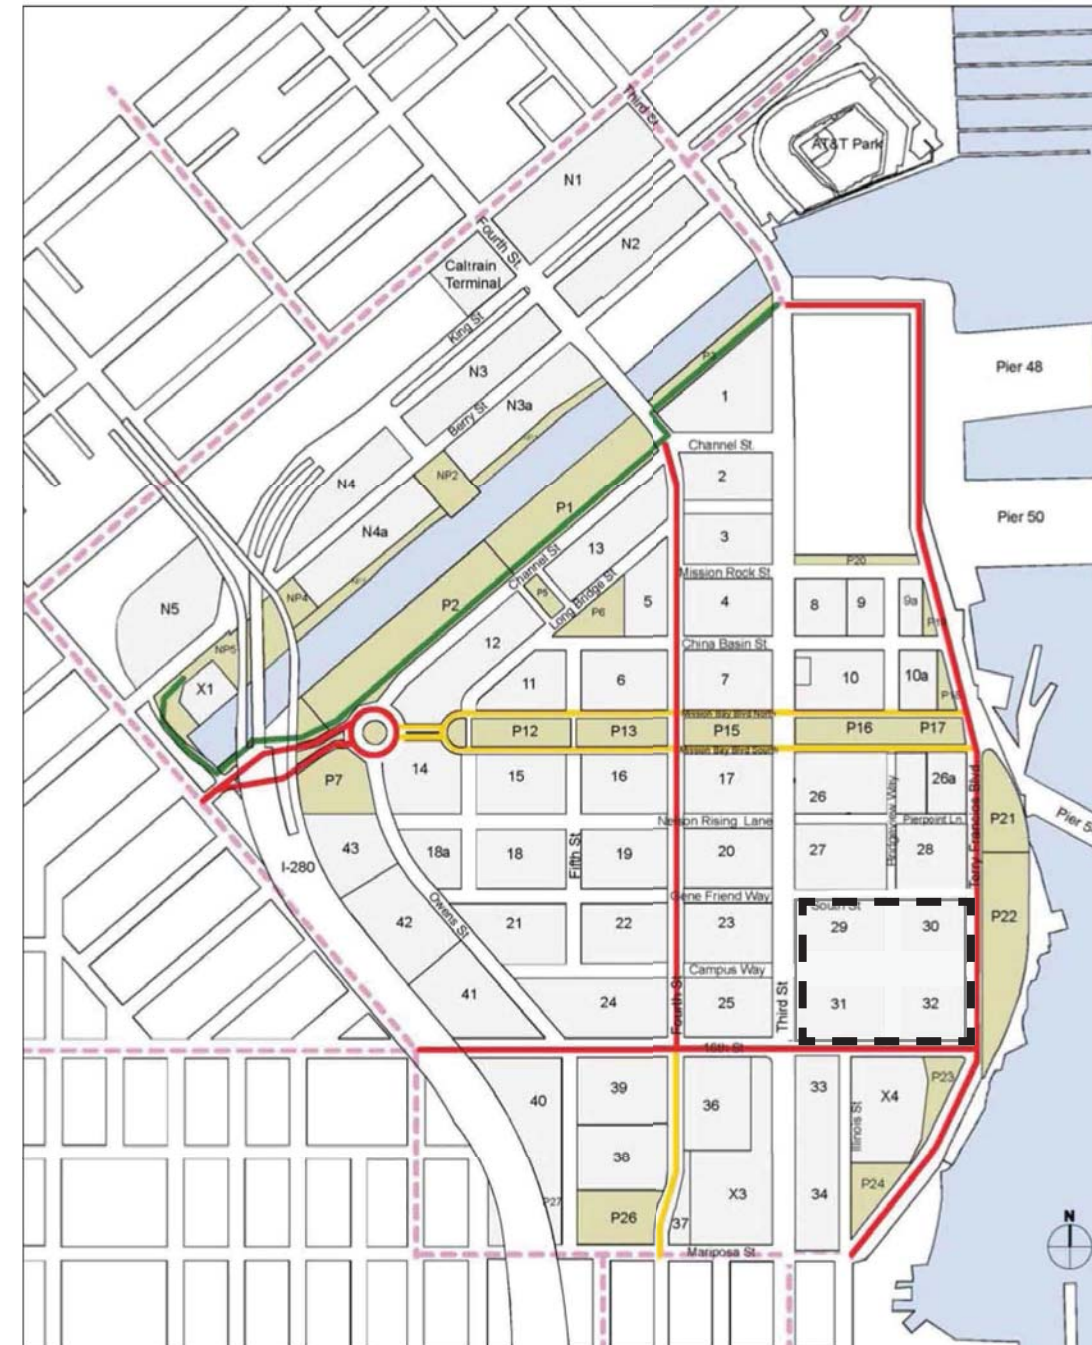 Third St.
AT&T Park
N1
Fourth St.
N2
Caltrain
Terminal
King St
Pier 48
P3
N3
1
N3a
Berry St
Channel St.
NP2
2
N4
P1
Pier 50
N4a
3
13
Channel St
P20
Mission Rock St
P5
Long Bridge St
NP4
P2
P6
5
4
8
9
9a
P19
N5
12
China Basin St
NP5
X1
11
6
7
10
10a
P18
Mission Bay Blvd North
P12
P13
P15
P16
P17
Mission Bay Blvd South
14
15
16
17
26
Bridgeview Way
26a
Terry Francios Blvd
P7
Nelson Rising Lane
Pierpoint Ln.
P21
Pier 5
43
18a
18
Fifth St
19
20
27
28
I-280
Gene Friend Way
South St
42
Owens St
21
22
23
29
30
P22
Campus Way
41
24
Fourth St
25
Third St
31
32
16th St
40
39
36
33
Illinois St
X4
P23
38
P27
P26
37
X3
34
P24
Mariposa St
N